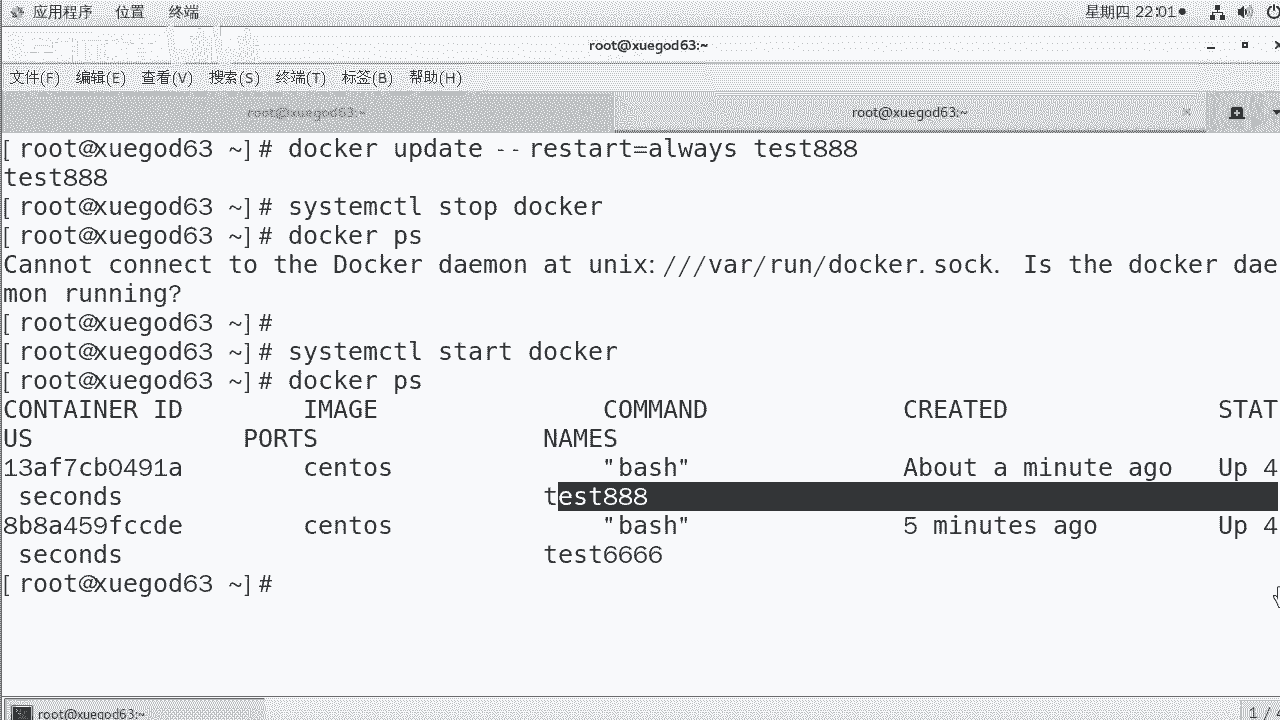 应用程序 位置 终端 星期四 22:01
root@xuegod63:~
文件(F) 编辑(E) 查看(V) 搜索(S) 终端(T) 标签(B) 帮助(H)
root@xuegod63:~ root@xuegod63:~
[root@xuegod63 ~]# docker update --restart=always test888
test888
[root@xuegod63 ~]# systemctl stop docker
[root@xuegod63 ~]# docker ps
Cannot connect to the Docker daemon at unix:///var/run/docker.sock. Is the docker dae
mon running?
[root@xuegod63 ~]#
[root@xuegod63 ~]# systemctl start docker
[root@xuegod63 ~]# docker ps
CONTAINER ID IMAGE COMMAND CREATED STAT
US PORTS NAMES
13af7cb0491a centos "bash" About a minute ago Up 4
seconds test888
8b8a459fccde centos "bash" 5 minutes ago Up 4
seconds test6666
[root@xuegod63 ~]#
root@xuegod63:~ 1 /